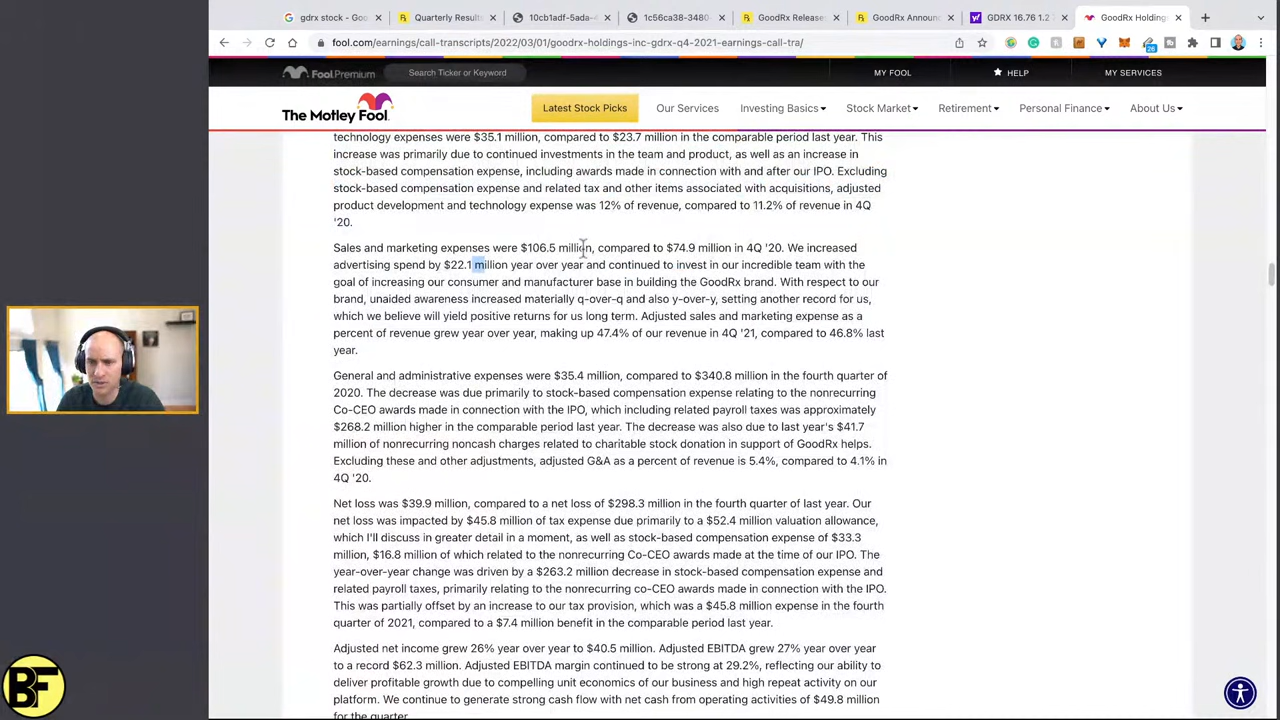 gdrx stock - Goo
Quarterly Results
10cb1adf-5ada-4
1c56ca38-3480-
GoodRx Releases
GoodRx Announc
GDRX 16.76 1.2
GoodRx Holdings
fool.com/earnings/call-transcripts/2022/03/01/goodrx-holdings-inc-gdrx-q4-2021-earnings-call-tra/
26
Fool Premium
Search Ticker or Keyword
MY FOOL
HELP
MY SERVICES
The Motley Fool
Latest Stock Picks
Our Services
Investing Basics
Stock Market
Retirement
Personal Finance
About Us
technology expenses were $35.1 million, compared to $23.7 million in the comparable period last year. This
increase was primarily due to continued investments in the team and product, as well as an increase in
stock-based compensation expense, including awards made in connection with and after our IPO. Excluding
stock-based compensation expense and related tax and other items associated with acquisitions, adjusted
product development and technology expense was 12% of revenue, compared to 11.2% of revenue in 4Q
'20.
Sales and marketing expenses were $106.5 million, compared to $74.9 million in 4Q '20. We increased
advertising spend by $22.1 million year over year and continued to invest in our incredible team with the
goal of increasing our consumer and manufacturer base in building the GoodRx brand. With respect to our
brand, unaided awareness increased materially q-over-q and also y-over-y, setting another record for us,
which we believe will yield positive returns for us long term. Adjusted sales and marketing expense as a
percent of revenue grew year over year, making up 47.4% of our revenue in 4Q '21, compared to 46.8% last
year.
General and administrative expenses were $35.4 million, compared to $340.8 million in the fourth quarter of
2020. The decrease was due primarily to stock-based compensation expense relating to the nonrecurring
Co-CEO awards made in connection with the IPO, which including related payroll taxes was approximately
$268.2 million higher in the comparable period last year. The decrease was also due to last year's $41.7
million of nonrecurring noncash charges related to charitable stock donation in support of GoodRx helps.
Excluding these and other adjustments, adjusted G&A as a percent of revenue is 5.4%, compared to 4.1% in
4Q '20.
Net loss was $39.9 million, compared to a net loss of $298.3 million in the fourth quarter of last year. Our
net loss was impacted by $45.8 million of tax expense due primarily to a $52.4 million valuation allowance,
which I'll discuss in greater detail in a moment, as well as stock-based compensation expense of $33.3
million, $16.8 million of which related to the nonrecurring Co-CEO awards made at the time of our IPO. The
year-over-year change was driven by a $263.2 million decrease in stock-based compensation expense and
related payroll taxes, primarily relating to the nonrecurring co-CEO awards made in connection with the IPO.
This was partially offset by an increase to our tax provision, which was a $45.8 million expense in the fourth
quarter of 2021, compared to a $7.4 million benefit in the comparable period last year.
Adjusted net income grew 26% year over year to $40.5 million. Adjusted EBITDA grew 27% year over year
to a record $62.3 million. Adjusted EBITDA margin continued to be strong at 29.2%, reflecting our ability to
deliver profitable growth due to compelling unit economics of our business and high repeat activity on our
platform. We continue to generate strong cash flow with net cash from operating activities of $49.8 million
for the quarter.
BF